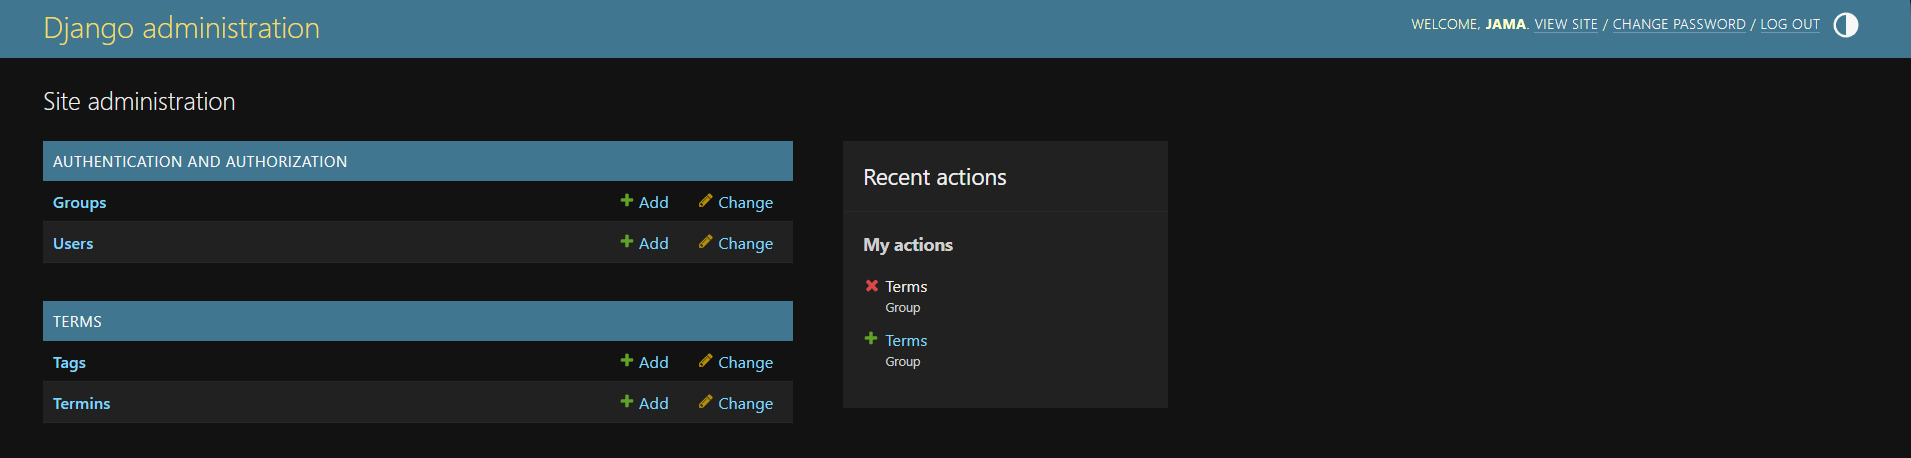 Django administration
WELCOME, JAMA. VIEW SITE / CHANGE PASSWORD / LOG OUT
Site administration
AUTHENTICATION AND AUTHORIZATION
Groups Add Change
Users Add Change
TERMS
Tags Add Change
Termins Add Change
Recent actions
My actions
Terms
Group
Terms
Group